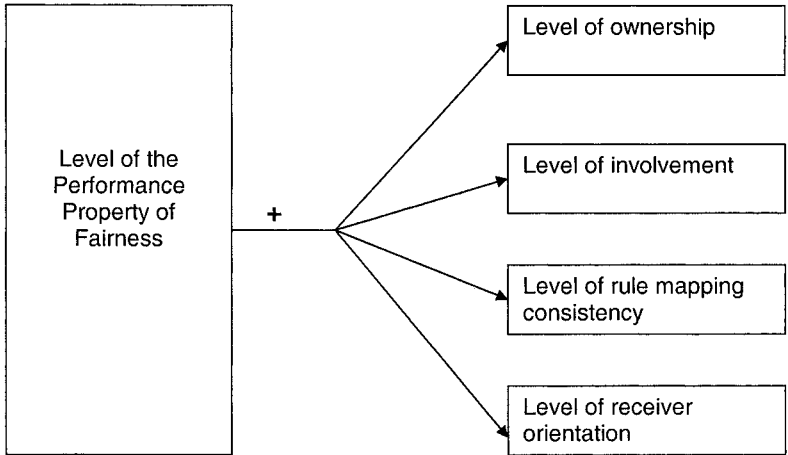 Level of the
Performance
Property of
Fairness
+
Level of ownership
Level of involvement
Level of rule mapping
consistency
Level of receiver
orientation